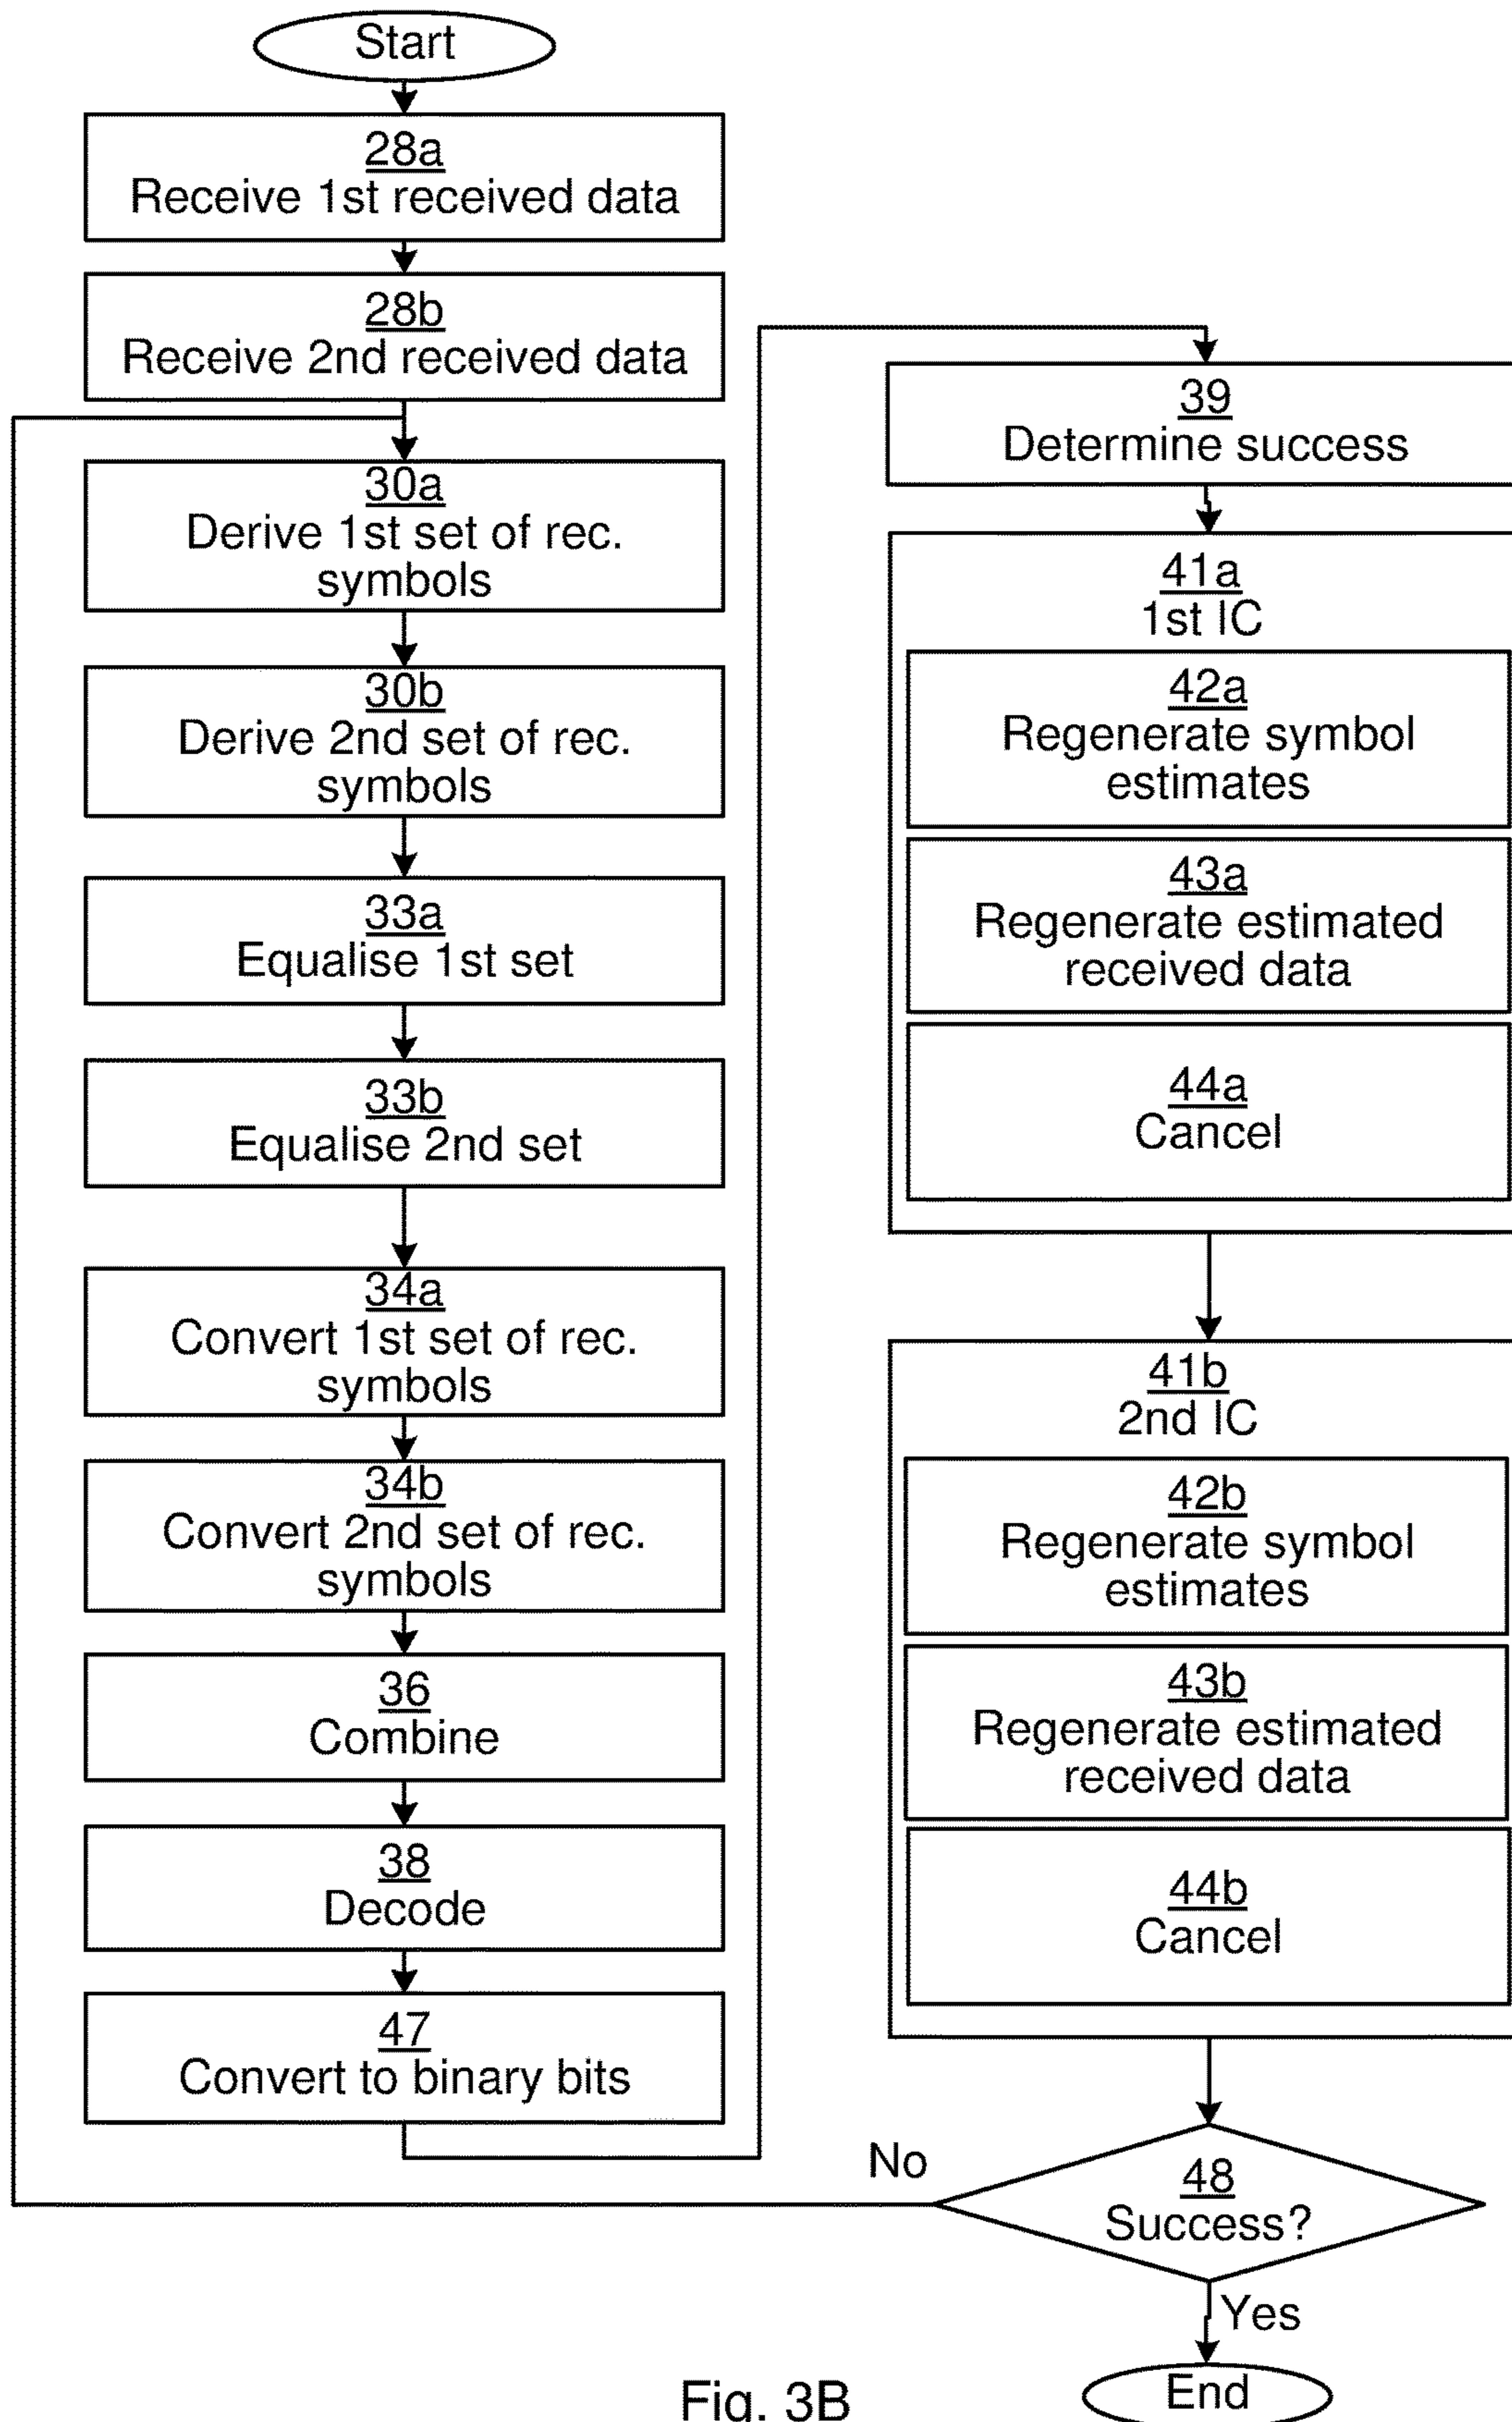 Start
28a
Receive 1st received data
28b
Receive 2nd received data
30a
Derive 1st set of rec.
symbols
30b
Derive 2nd set of rec.
symbols
33a
Equalise 1st set
33b
Equalise 2nd set
34a
Convert 1st set of rec.
symbols
34b
Convert 2nd set of rec.
symbols
36
Combine
38
Decode
47
Convert to binary bits
39
Determine success
41a
1st IC
42a
Regenerate symbol
estimates
43a
Regenerate estimated
received data
44a
Cancel
41b
2nd IC
42b
Regenerate symbol
estimates
43b
Regenerate estimated
received data
44b
Cancel
No
48
Success?
Yes
End
Fig. 3B